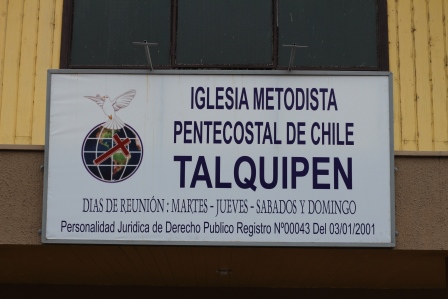 IGLESIA METODISTA
PENTECOSTAL DE CHILE
TALQUIPEN
DIAS DE REUNIÓN : MARTES - JUEVES - SABADOS Y DOMINGO
Personalidad Juridica de Derecho Publico Registro Nº00043 Del 03/01/2001